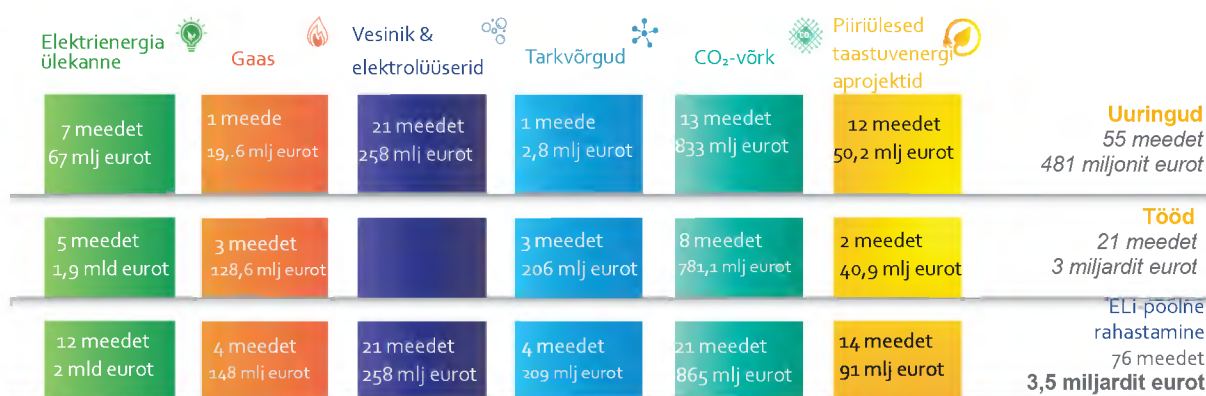 Elektrienergia
ülekanne
Gaas
Vesinik &
elektrolüüserid
Tarkvõrgud
CO₂-võrk
Piiriülesed
taastuvenergi
aprojektid
7 meedet
67 mlj eurot
1 meede
19,.6 mlj eurot
21 meedet
258 mlj eurot
1 meede
2,8 mlj eurot
13 meedet
833 mlj eurot
12 meedet
50,2 mlj eurot
Uuringud
55 meedet
481 miljonit eurot
5 meedet
1,9 mld eurot
3 meedet
128,6 mlj eurot
3 meedet
206 mlj eurot
8 meedet
781,1 mlj eurot
2 meedet
40,9 mlj eurot
Tööd
21 meedet
3 miljardit eurot
12 meedet
2 mld eurot
4 meedet
148 mlj eurot
21 meedet
258 mlj eurot
4 meedet
209 mlj eurot
21 meedet
865 mlj eurot
14 meedet
91 mlj eurot
ELi-poolne
rahastamine
76 meedet
3,5 miljardit eurot